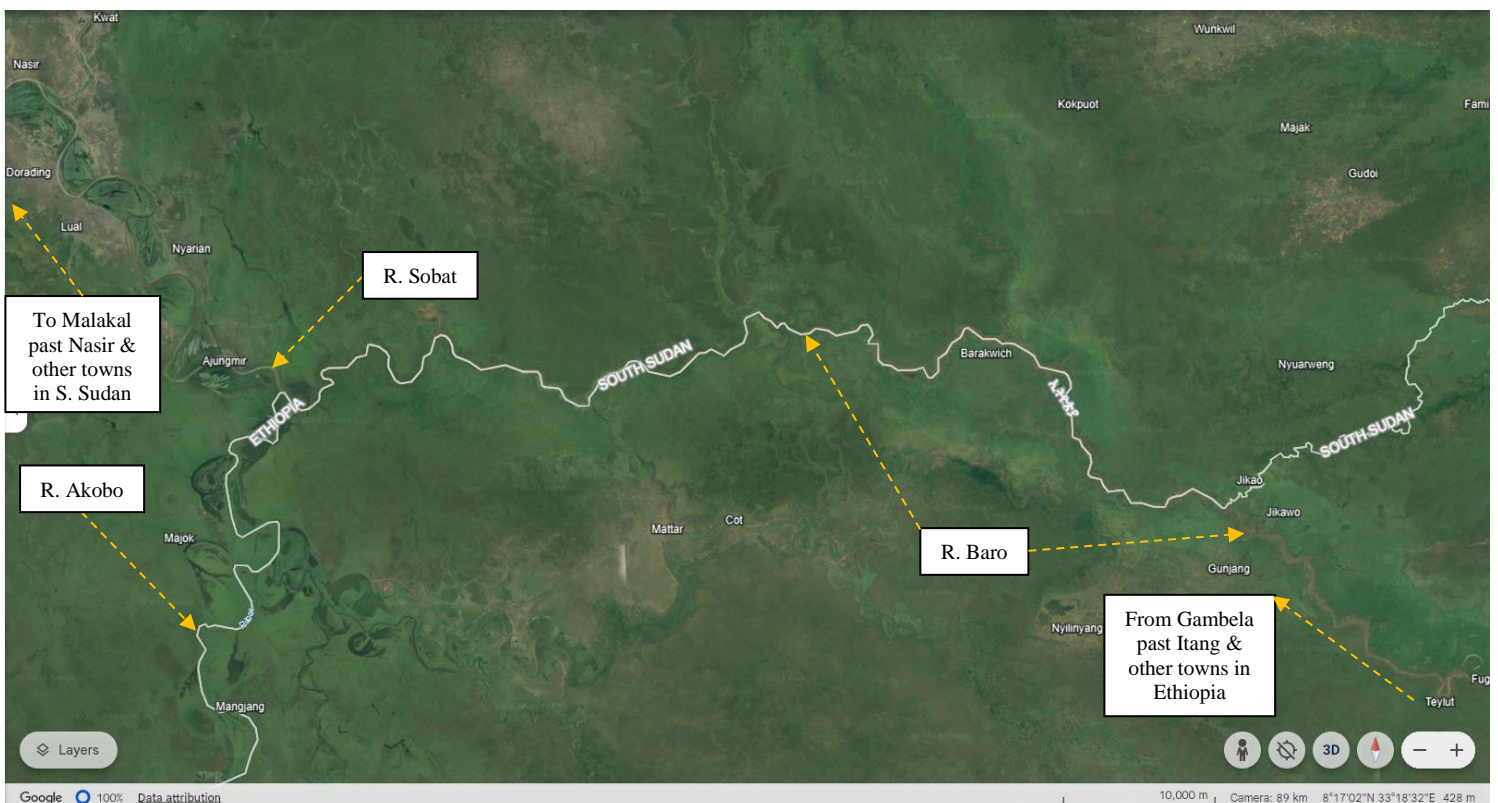 Kwat
Wunkwil
Nasir
Kokpuot
Fami
Majak
Dorading
Gudoi
Lual
Nyarian
R. Sobat
To Malakal
past Nasir &
other towns
in S. Sudan
Ajungmir
SOUTH SUDAN
Barakwich
Nyuarweng
ኢትዮጵያ
ETHIOPIA
SOUTH SUDAN
R. Akobo
Jikao
Jikawo
Mattar
Cot
Majok
R. Baro
Gunjang
From Gambela
past Itang &
other towns in
Ethiopia
Nyilinyang
Mangjang
Teylut
Fug
Layers
3D
Google 100% Data attribution 10,000 m Camera: 89 km 8°17'02"N 33°18'32"E 428 m